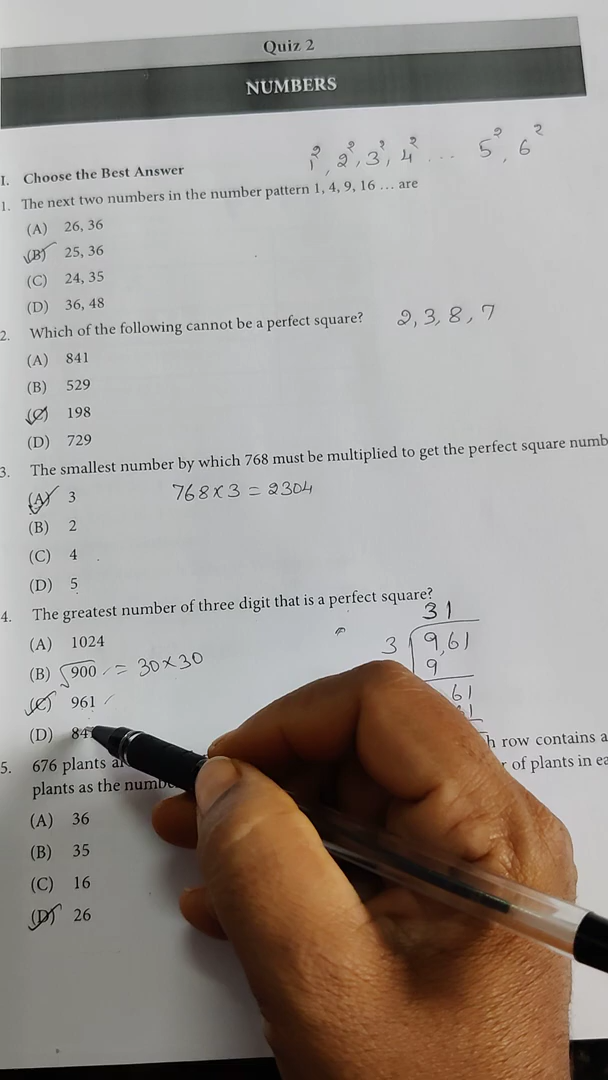 Quiz 2
NUMBERS
1², 2², 3², 4² ... 5², 6²
I. Choose the Best Answer
1. The next two numbers in the number pattern 1, 4, 9, 16 … are
(A) 26, 36
(B) 25, 36
(C) 24, 35
(D) 36, 48
2. Which of the following cannot be a perfect square? 2, 3, 8, 7
(A) 841
(B) 529
(C) 198
(D) 729
3. The smallest number by which 768 must be multiplied to get the perfect square numb
(A) 3 768 x 3 = 2304
(B) 2
(C) 4
(D) 5
4. The greatest number of three digit that is a perfect square?
31
(A) 1024 3 9,61
(B) √900 = 30 x 30 9
(C) 961 61
(D) 84
5. 676 plants h row contains a
plants as the of plants in ea
(A) 36
(B) 35
(C) 16
(D) 26